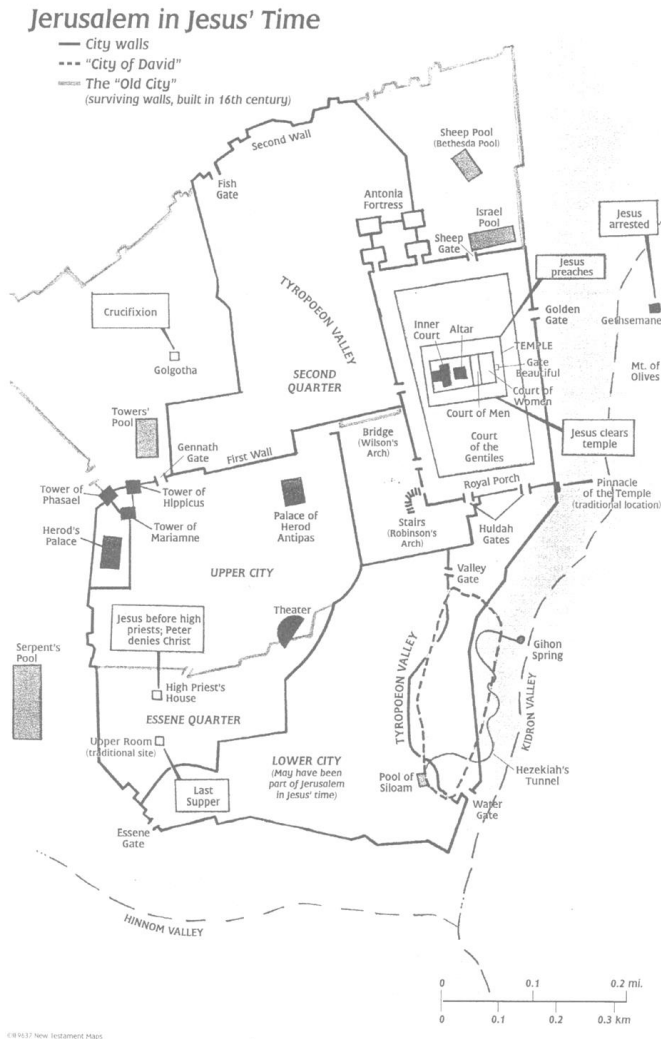 Jerusalem in Jesus' Time
City walls
"City of David"
The "Old City"
(surviving walls, built in 16th century)
Second Wall
Fish
Gate
Sheep Pool
(Bethesda Pool)
Antonia
Fortress
Israel
Pool
Sheep
Gate
Jesus
arrested
Jesus
preaches
Golden
Gate
Gethsemane
Mt. of
Olives
TYROPOEON VALLEY
Crucifixion
Golgotha
SECOND
QUARTER
Inner
Court
Altar
TEMPLE
Gate
Beautiful
Court of
Women
Court of Men
Court
of the
Gentiles
Jesus clears
temple
Towers'
Pool
Gennath
Gate
First Wall
Bridge
(Wilson's
Arch)
Royal Porch
Pinnacle
of the Temple
(traditional location)
Tower of
Phasael
Tower of
Hippicus
Tower of
Mariamne
Herod's
Palace
Palace of
Herod
Antipas
Stairs
(Robinson's
Arch)
Huldah
Gates
UPPER CITY
Valley
Gate
Jesus before high
priests; Peter
denies Christ
Theater
Serpent's
Pool
High Priest's
House
ESSENE QUARTER
Upper Room
(traditional site)
Last
Supper
LOWER CITY
(May have been
part of Jerusalem
in Jesus' time)
TYROPOEON VALLEY
Gihon
Spring
KIDRON VALLEY
Hezekiah's
Tunnel
Pool of
Siloam
Water
Gate
Essene
Gate
HINNOM VALLEY
0 0.1 0.2 mi.
0 0.1 0.2 0.3 km
New Testament Maps